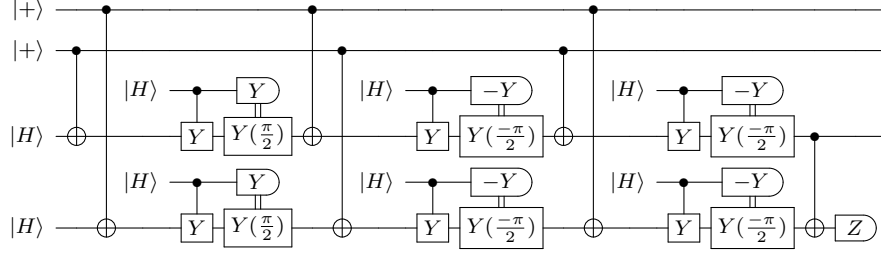 |+⟩
|+⟩
|H⟩ Y |H⟩ −Y |H⟩ −Y
|H⟩ Y Y(π/2) Y Y(−π/2) Y Y(−π/2)
|H⟩ Y |H⟩ −Y |H⟩ −Y
|H⟩ Y Y(π/2) Y Y(−π/2) Y Y(−π/2) Z